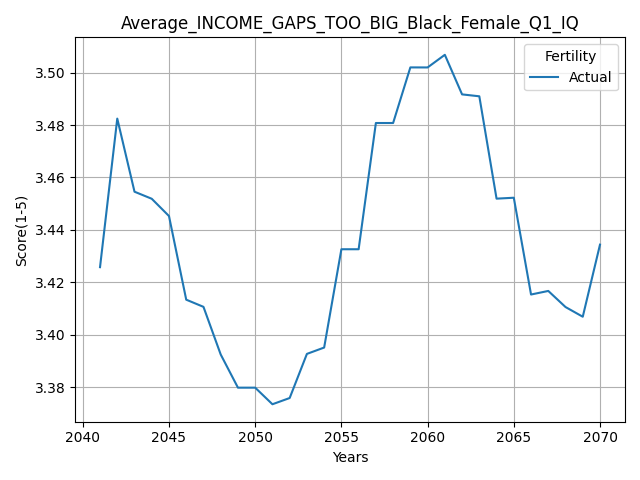 Average_INCOME_GAPS_TOO_BIG_Black_Female_Q1_IQ
Fertility
Actual
Score(1-5)
3.50
3.48
3.46
3.44
3.42
3.40
3.38
2040 2045 2050 2055 2060 2065 2070
Years